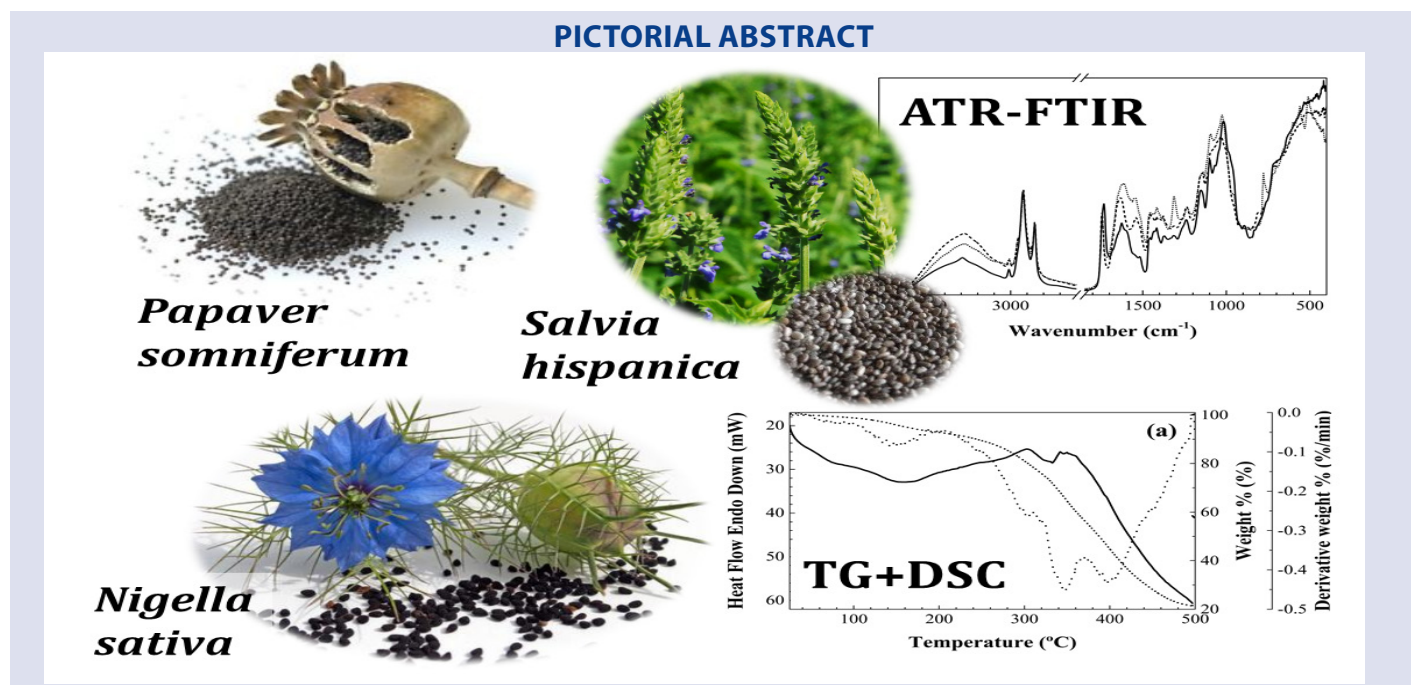 PICTORIAL ABSTRACT
Papaver
somniferum
Salvia
hispanica
Nigella
sativa
ATR-FTIR
3000
1500
1000
500
Wavenumber (cm⁻¹)
Heat Flow Endo Down (mW)
20
30
40
50
60
(a)
TG+DSC
100
200
300
400
500
Temperature (ºC)
100
80
60
40
20
Weight % (%)
0.0
-0.1
-0.2
-0.3
-0.4
-0.5
Derivative weight % (%/min)